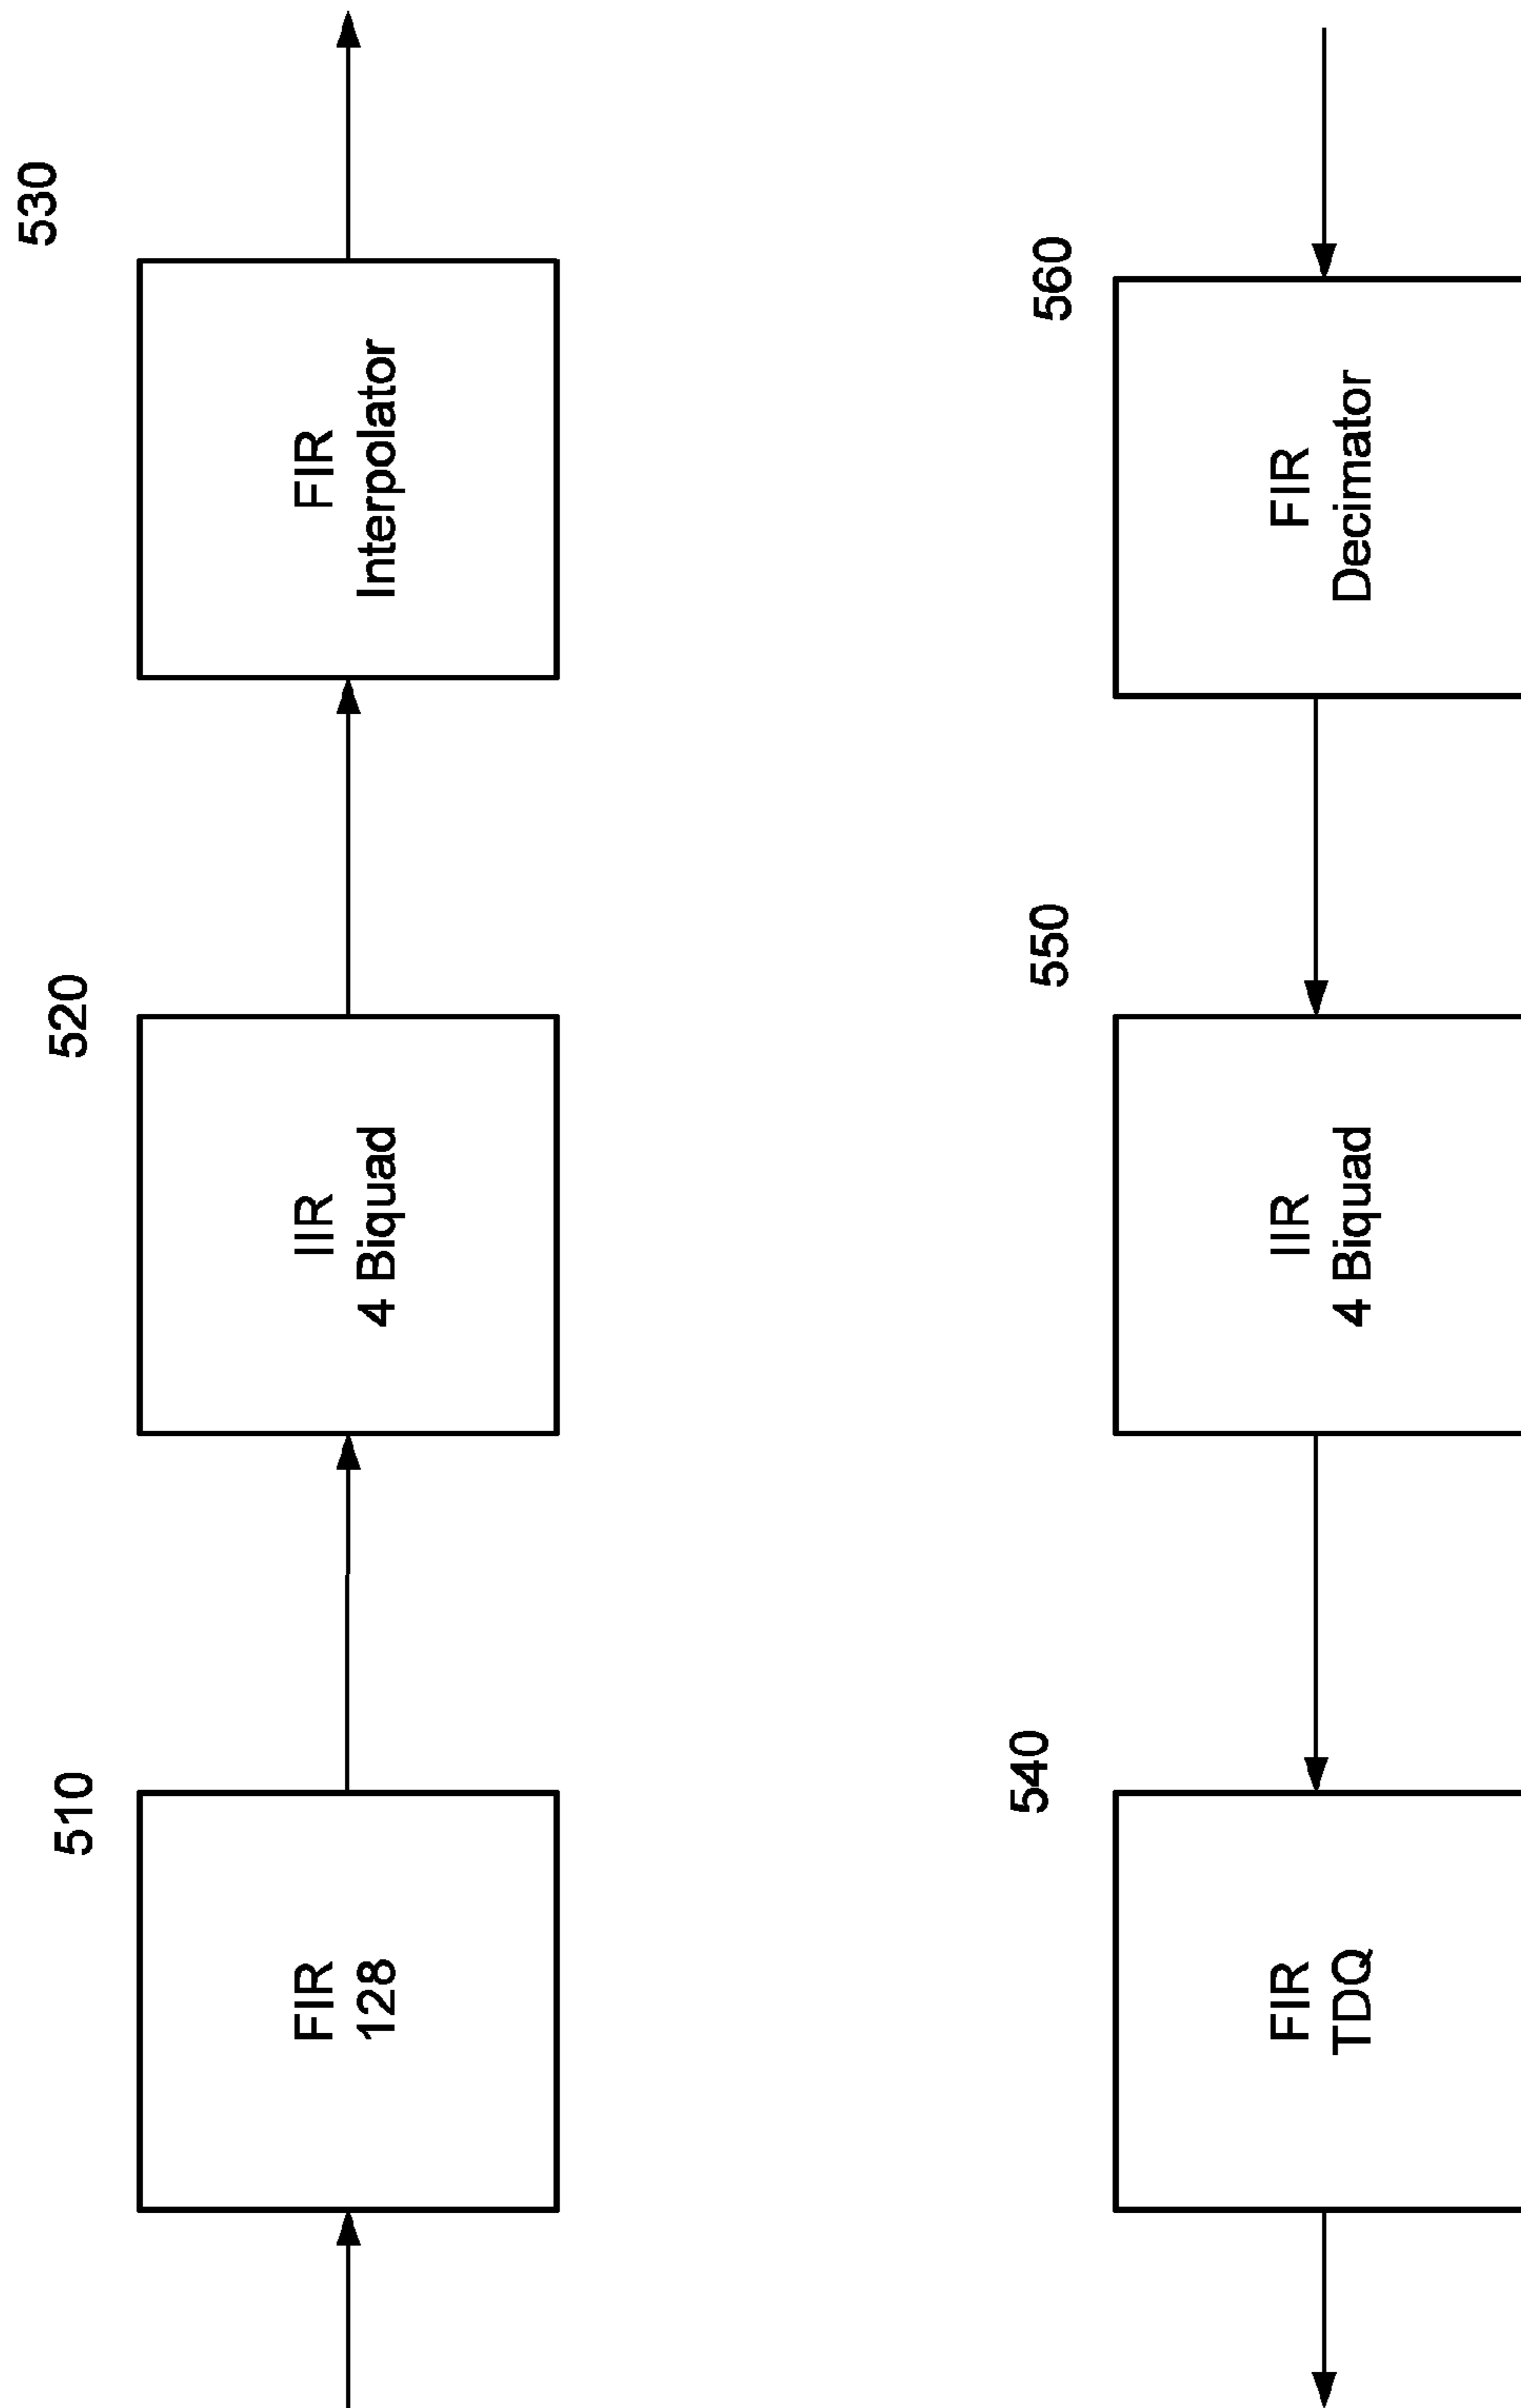 510
FIR
128
520
IIR
4 Biquad
530
FIR
Interpolator
540
FIR
TDQ
550
IIR
4 Biquad
560
FIR
Decimator